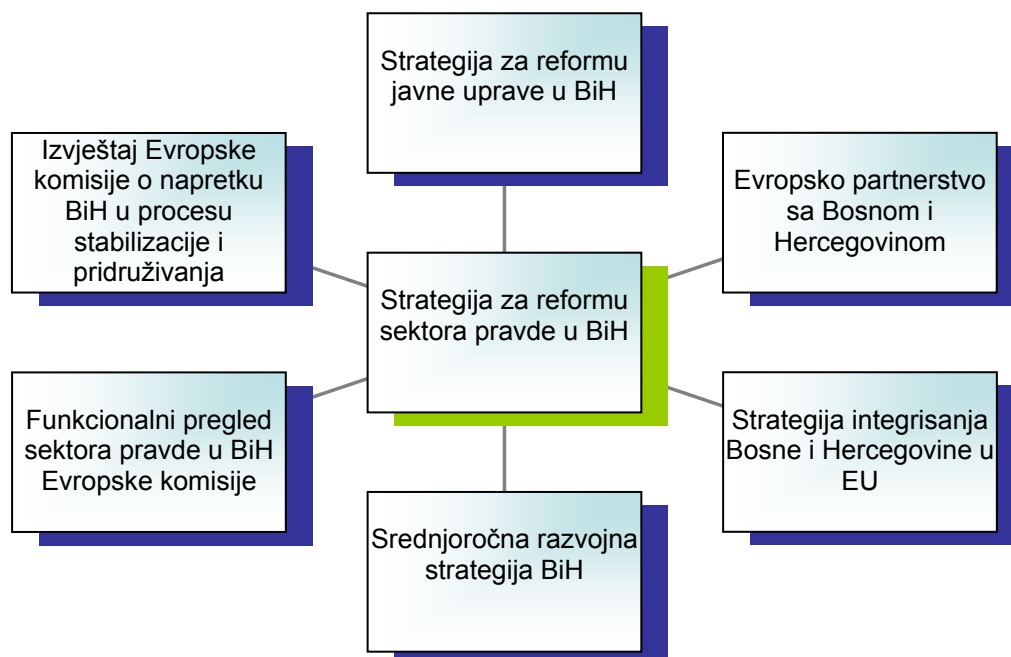 Strategija za reformu
javne uprave u BiH
Izvještaj Evropske
komisije o napretku
BiH u procesu
stabilizacije i
pridruživanja
Evropsko partnerstvo
sa Bosnom i
Hercegovinom
Strategija za reformu
sektora pravde u BiH
Funkcionalni pregled
sektora pravde u BiH
Evropske komisije
Strategija integrisanja
Bosne i Hercegovine u
EU
Srednjoročna razvojna
strategija BiH